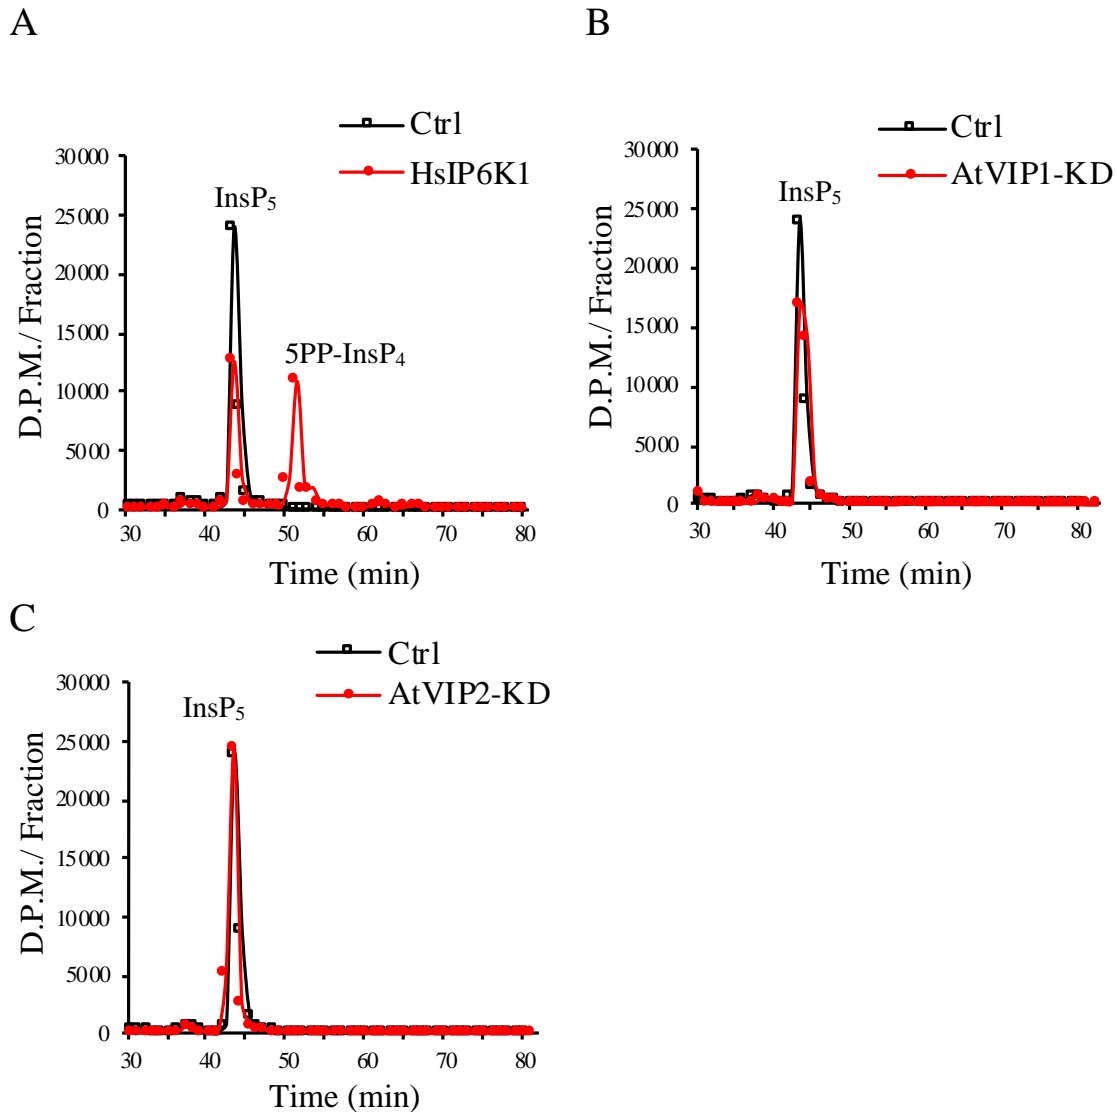 A
Ctrl
HsIP6K1
30000
25000
20000
15000
10000
5000
0
InsP5
5PP-InsP4
30 40 50 60 70 80
D.P.M./ Fraction
Time (min)
B
Ctrl
AtVIP1-KD
30000
25000
20000
15000
10000
5000
0
InsP5
30 40 50 60 70 80
D.P.M./ Fraction
Time (min)
C
Ctrl
AtVIP2-KD
30000
25000
20000
15000
10000
5000
0
InsP5
30 40 50 60 70 80
D.P.M./ Fraction
Time (min)